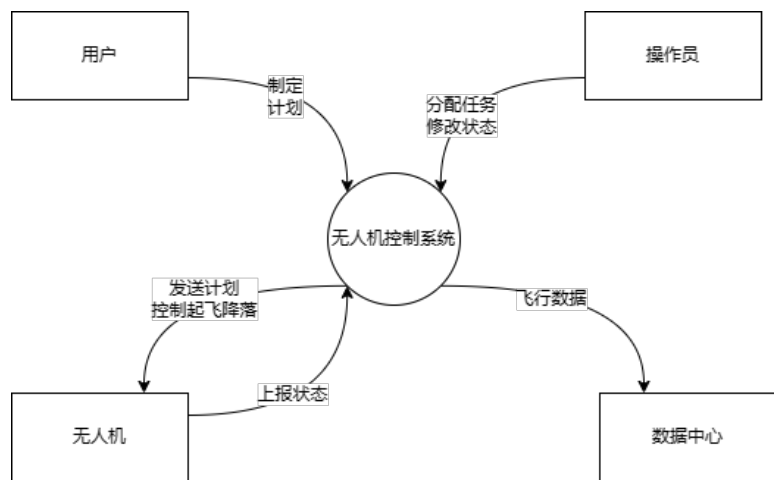 用户
操作员
制定
计划
分配任务
修改状态
无人机控制系统
发送计划
控制起飞降落
飞行数据
上报状态
无人机
数据中心